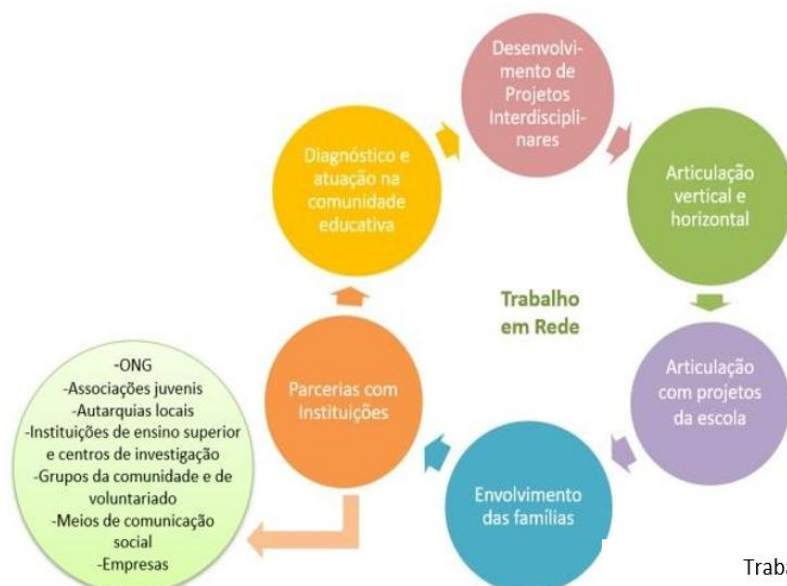 Desenvolvi-
mento de
Projetos
Interdiscipli-
nares
Articulação
vertical e
horizontal
Articulação
com projetos
da escola
Envolvimento
das famílias
Parcerias com
Instituições
Diagnóstico e
atuação na
comunidade
educativa
Trabalho
em Rede
-ONG
-Associações juvenis
-Autarquias locais
-Instituições de ensino superior
e centros de investigação
-Grupos da comunidade e de
voluntariado
-Meios de comunicação
social
-Empresas
Traba